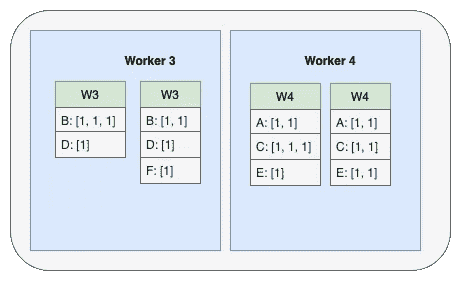 Worker 3
Worker 4
W3
B: [1, 1, 1]
D: [1]
W3
B: [1, 1]
D: [1]
F: [1]
W4
A: [1, 1]
C: [1, 1, 1]
E: [1}
W4
A: [1, 1]
C: [1, 1]
E: [1, 1]